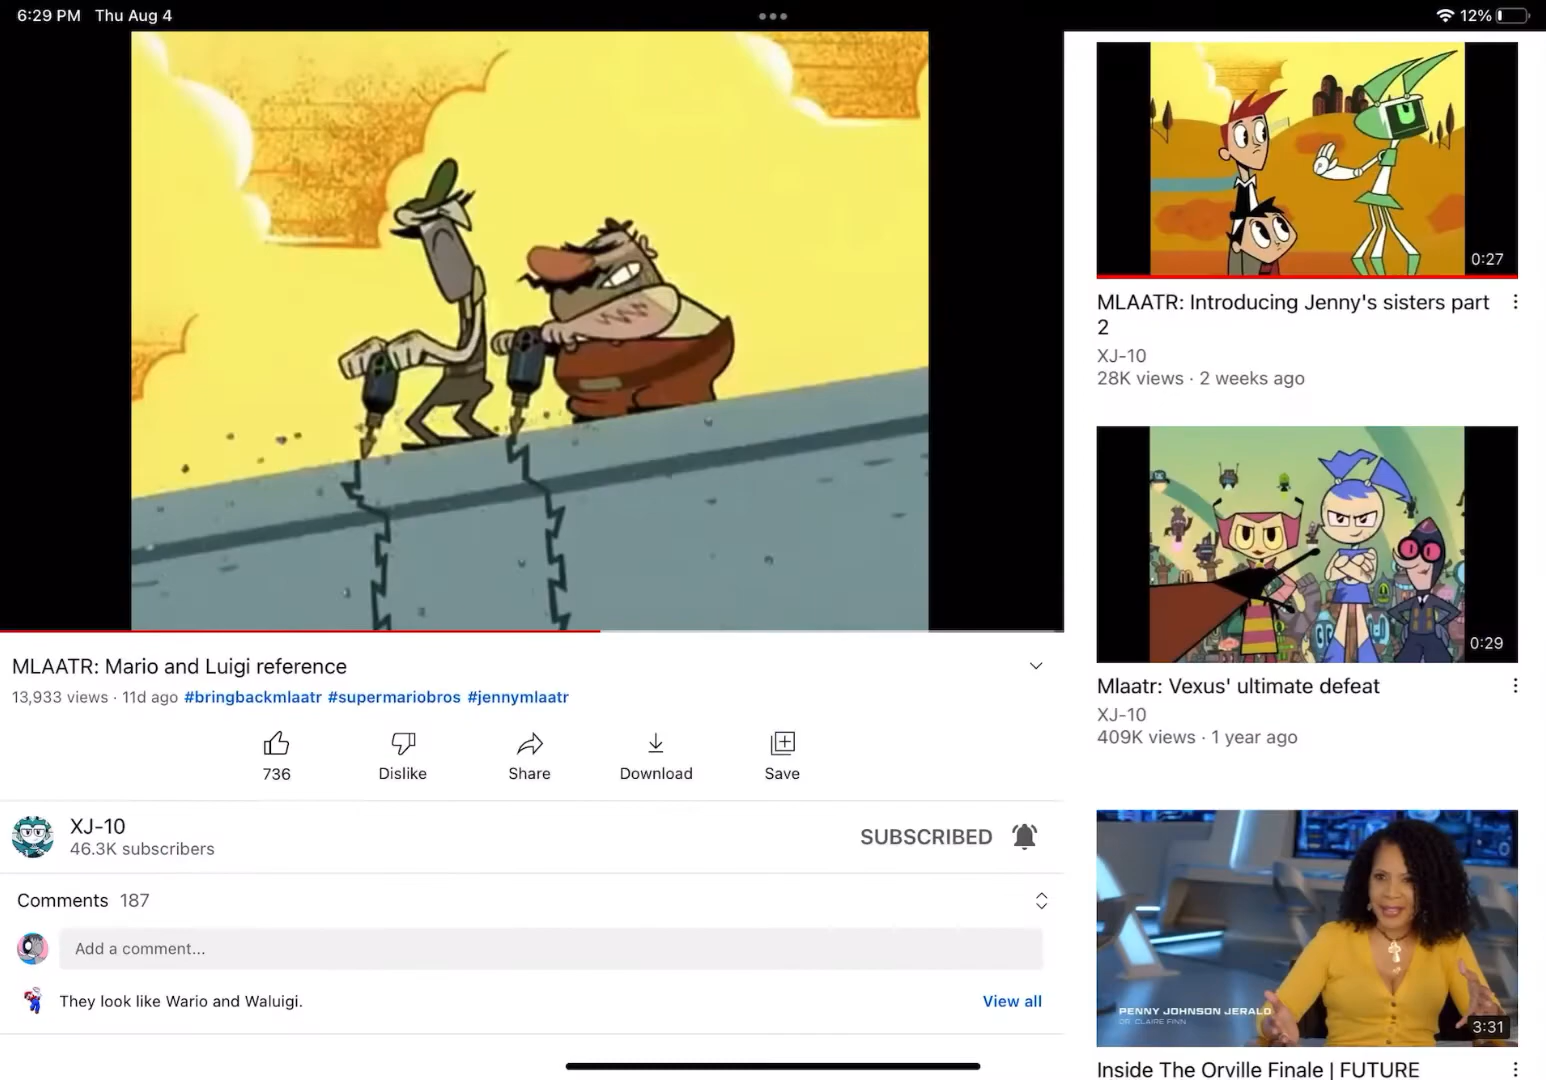 6:29 PM Thu Aug 4
12%
MLAATR: Mario and Luigi reference
13,933 views · 11d ago #bringbackmlaatr #supermariobros #jennymlaatr
736
Dislike
Share
Download
Save
XJ-10
46.3K subscribers
SUBSCRIBED
Comments 187
Add a comment...
They look like Wario and Waluigi.
View all
0:27
MLAATR: Introducing Jenny's sisters part
2
XJ-10
28K views · 2 weeks ago
0:29
Mlaatr: Vexus' ultimate defeat
XJ-10
409K views · 1 year ago
PENNY JOHNSON JERALD
DR. CLAIRE FINN
3:31
Inside The Orville Finale | FUTURE